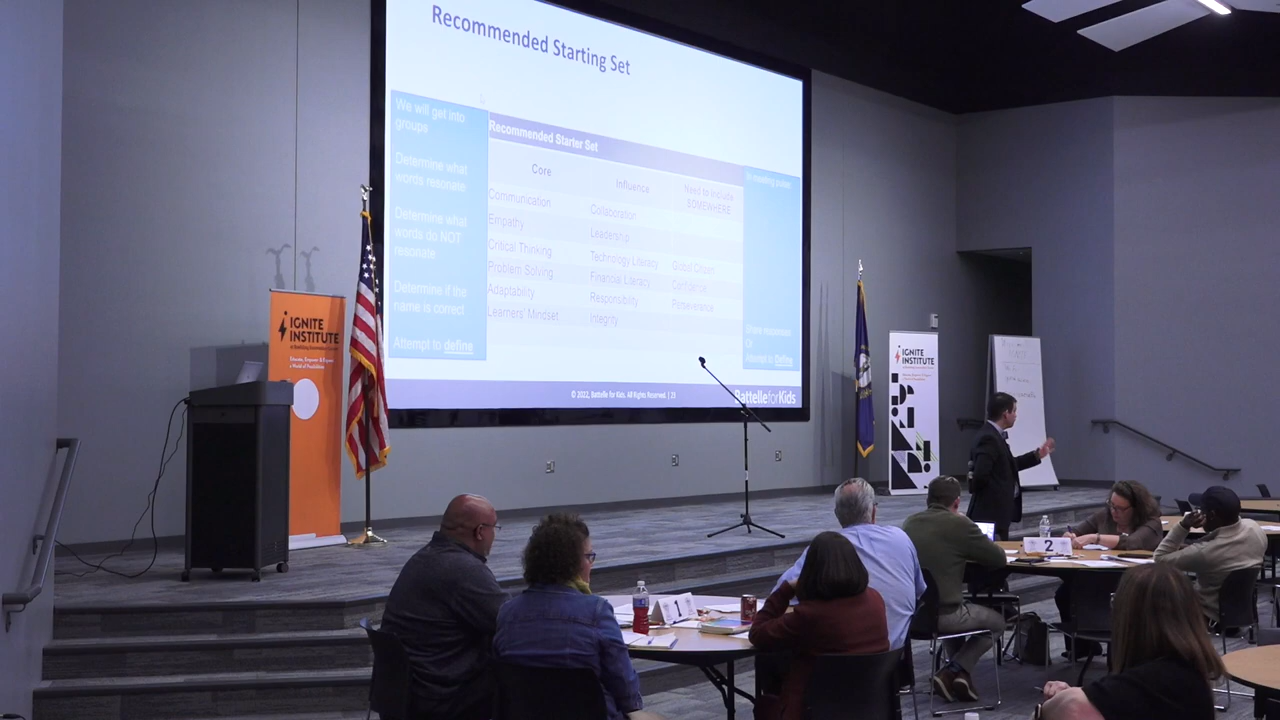 Recommended Starting Set
We will get into
groups
Determine what
words resonate
Determine what
words do NOT
resonate
Determine if the
name is correct
Attempt to define
Recommended Starter Set
Core
Influence
Need to include
SOMEWHERE
Communication
Collaboration
Empathy
Leadership
Critical Thinking
Technology Literacy
Global Citizen
Problem Solving
Financial Literacy
Confidence
Adaptability
Responsibility
Perseverance
Learners' Mindset
Integrity
Share responses
Or
Attempt to Define
© 2022, Battelle for Kids. All Rights Reserved. | 23
BattelleforKids
IGNITE
INSTITUTE
IGNITE
INSTITUTE
1
2